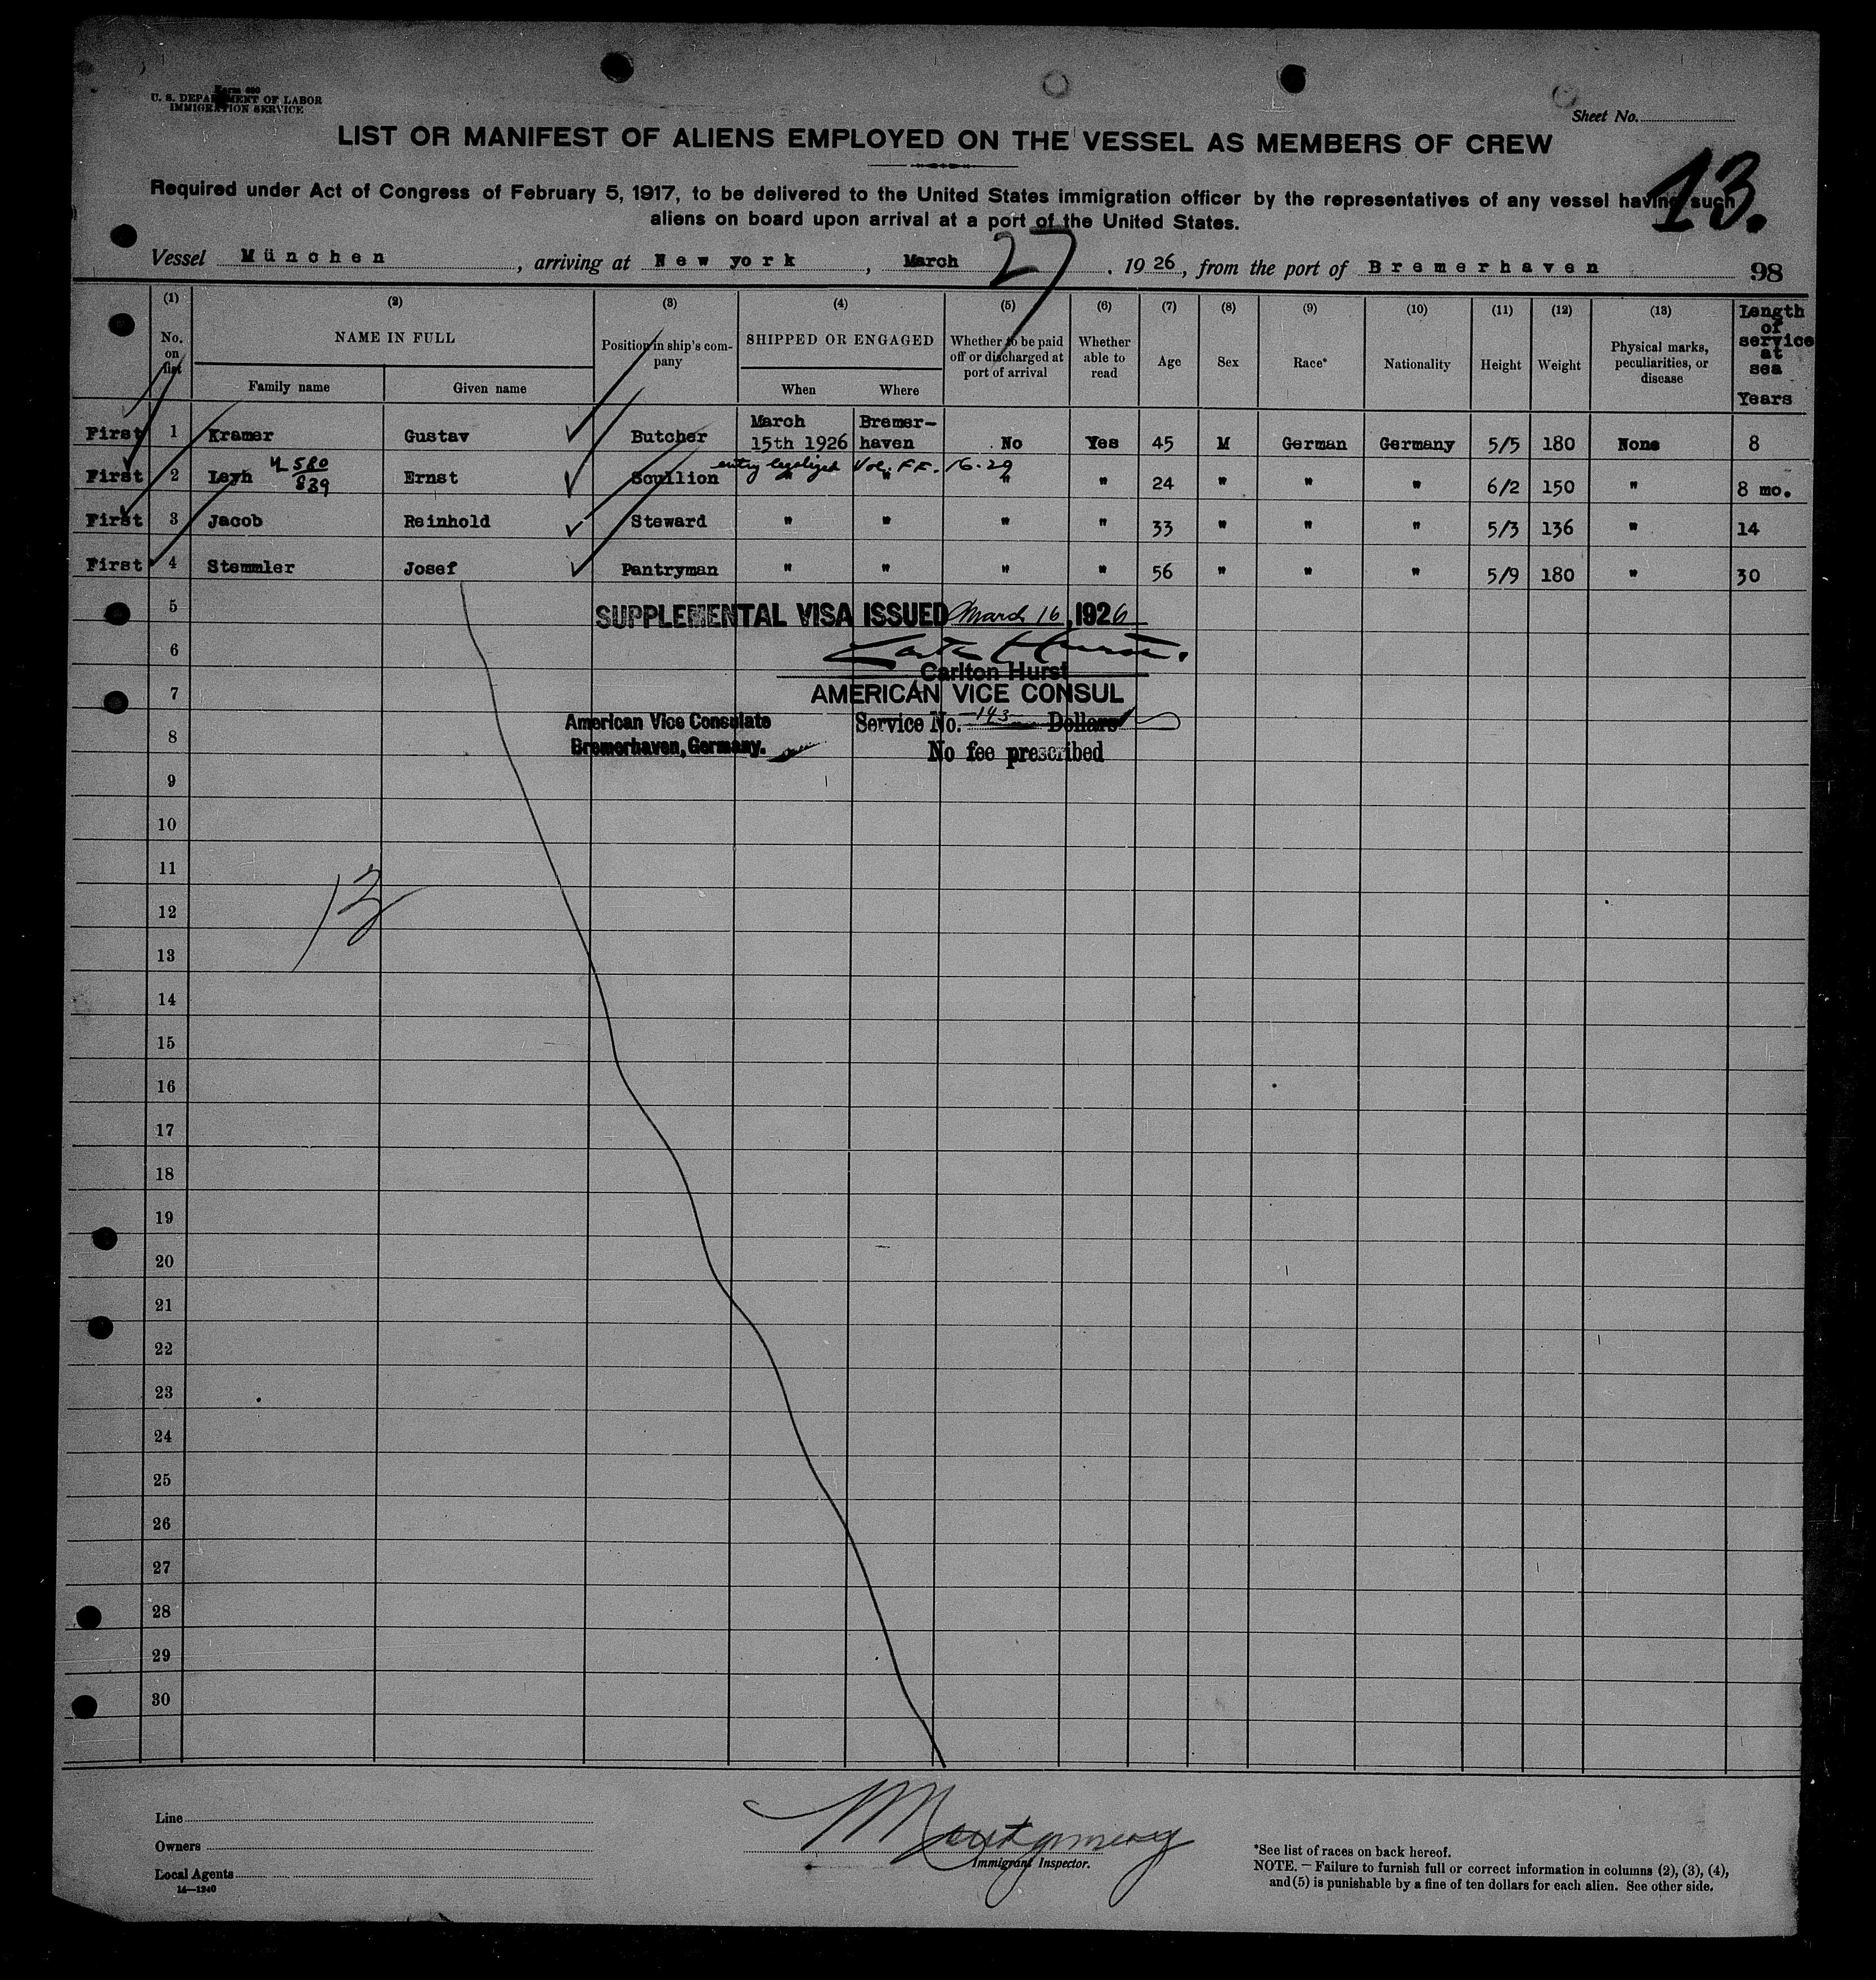 Form 680
U. S. DEPARTMENT OF LABOR
IMMIGRATION SERVICE
Sheet No.
LIST OR MANIFEST OF ALIENS EMPLOYED ON THE VESSEL AS MEMBERS OF CREW
13.
Required under Act of Congress of February 5, 1917, to be delivered to the United States immigration officer by the representatives of any vessel having such
aliens on board upon arrival at a port of the United States.
Vessel München, arriving at New york, March 27, 1926, from the port of Bremerhaven 98
(1) (2) (3) (4) (5) (6) (7) (8) (9) (10) (11) (12) (13) Length of service at sea Years
No. on list NAME IN FULL Position in ship's company SHIPPED OR ENGAGED Whether to be paid off or discharged at port of arrival Whether able to read Age Sex Race* Nationality Height Weight Physical marks, peculiarities, or disease
Family name Given name When Where
First 1 Kramer Gustav Butcher March 15th 1926 Bremer-haven No Yes 45 M German Germany 5/5 180 None 8
4 580/839 entry legalized Vol. FF. 16-29
First 2 Leyh Ernst Scullion " " " " 24 " " " 6/2 150 " 8 mo.
First 3 Jacob Reinhold Steward " " " " 33 " " " 5/3 136 " 14
First 4 Stemmler Josef Pantryman " " " " 56 " " " 5/9 180 " 30
5 SUPPLEMENTAL VISA ISSUED March 16, 1926
6
Carlton Hurst
7 AMERICAN VICE CONSUL
American Vice Consulate Service No. 143 Dollars
8
Bremerhaven, Germany. No fee prescribed
9
10
11
13
12
13
14
15
16
17
18
19
20
21
22
23
24
25
26
27
28
29
30
Line
Owners
Local Agents
14—1240
Montgomery
Immigrant Inspector.
*See list of races on back hereof.
NOTE. — Failure to furnish full or correct information in columns (2), (3), (4),
and (5) is punishable by a fine of ten dollars for each alien. See other side.